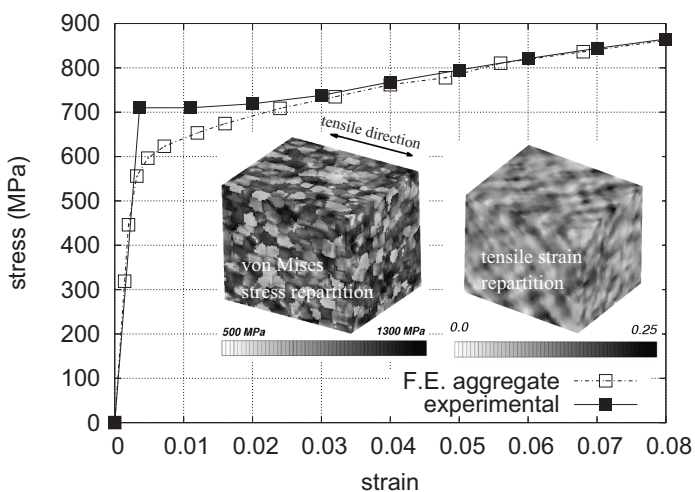 900
800
700
600
500
400
300
200
100
0
stress (MPa)
tensile direction
von Mises
stress repartition
tensile strain
repartition
500 MPa 1300 MPa
0.0 0.25
F.E. aggregate
experimental
0 0.01 0.02 0.03 0.04 0.05 0.06 0.07 0.08
strain